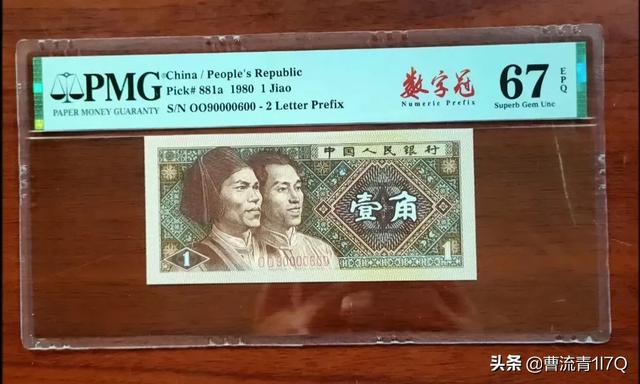 PMG
PAPER MONEY GUARANTY
China / People's Republic
Pick# 881a 1980 1 Jiao
S/N OO90000600 - 2 Letter Prefix
数字冠
Numeric Prefix
67
EPQ
Superb Gem Unc
中国人民银行
壹角
1
OO90000600
1
头条 @曹流青1l7Q